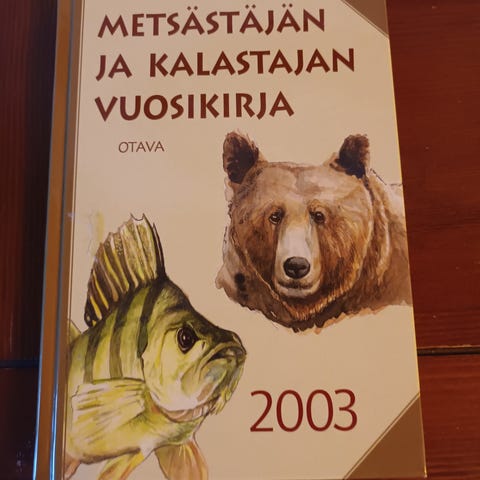 METSÄSTÄJÄN
JA KALASTAJAN
VUOSIKIRJA
OTAVA
2003